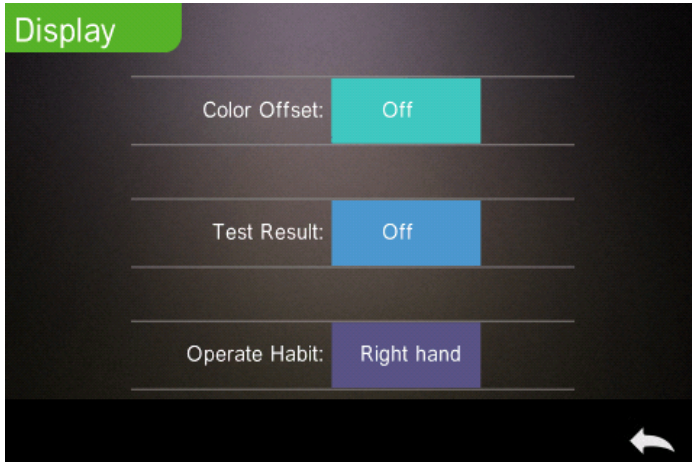 Display
Color Offset: Off
Test Result: Off
Operate Habit: Right hand